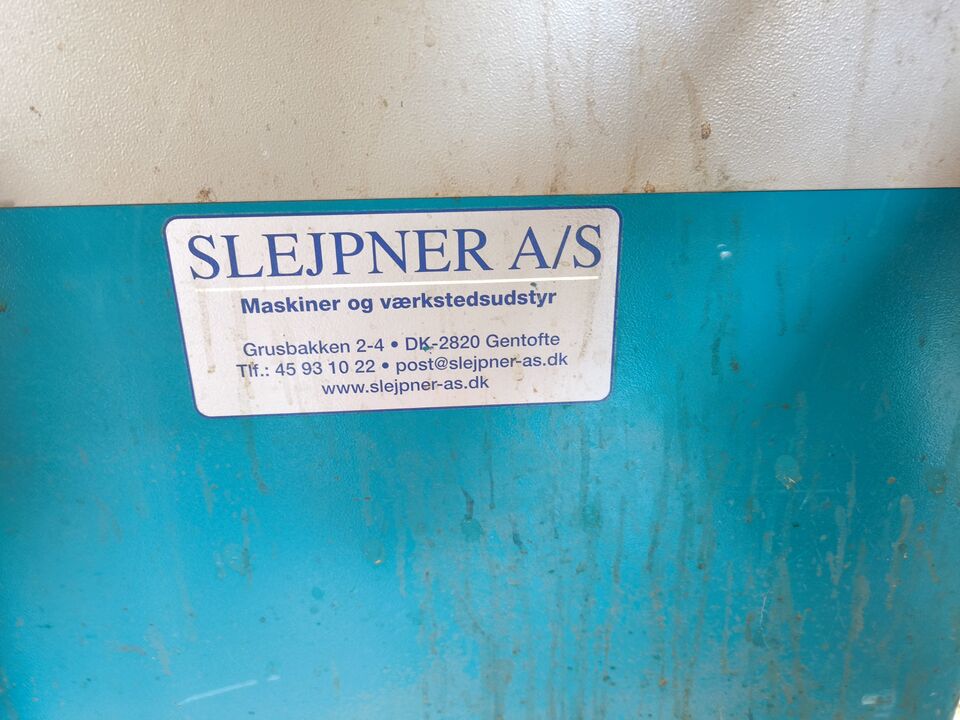 SLEJPNER A/S
Maskiner og værkstedsudstyr
Grusbakken 2-4 • DK-2820 Gentofte
Tlf.: 45 93 10 22 • post@slejpner-as.dk
www.slejpner-as.dk